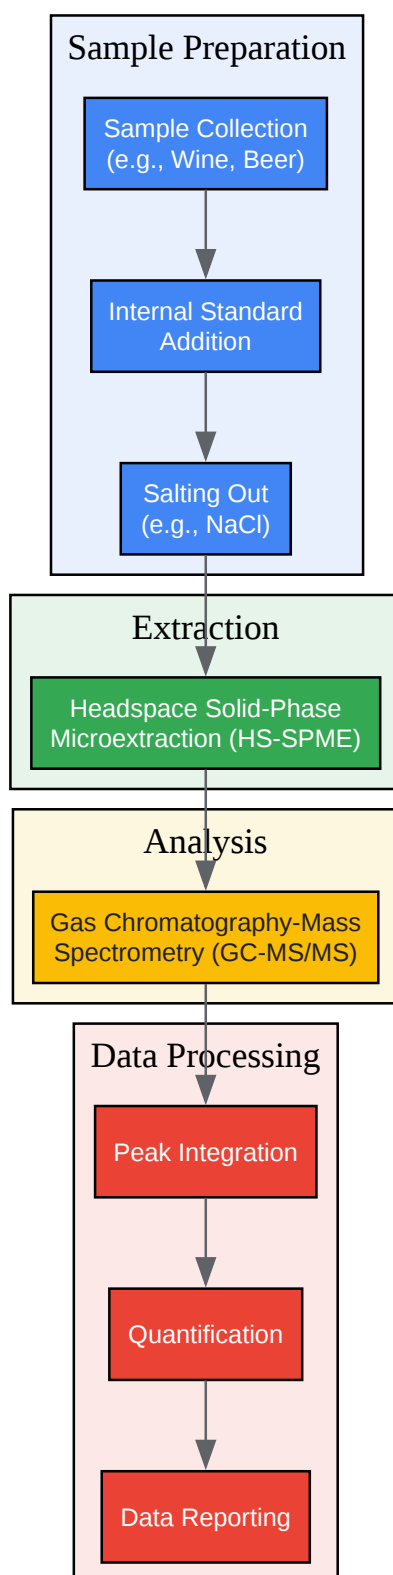 Sample Preparation
Sample Collection
(e.g., Wine, Beer)
Internal Standard
Addition
Salting Out
(e.g., NaCl)
Extraction
Headspace Solid-Phase
Microextraction (HS-SPME)
Analysis
Gas Chromatography-Mass
Spectrometry (GC-MS/MS)
Data Processing
Peak Integration
Quantification
Data Reporting